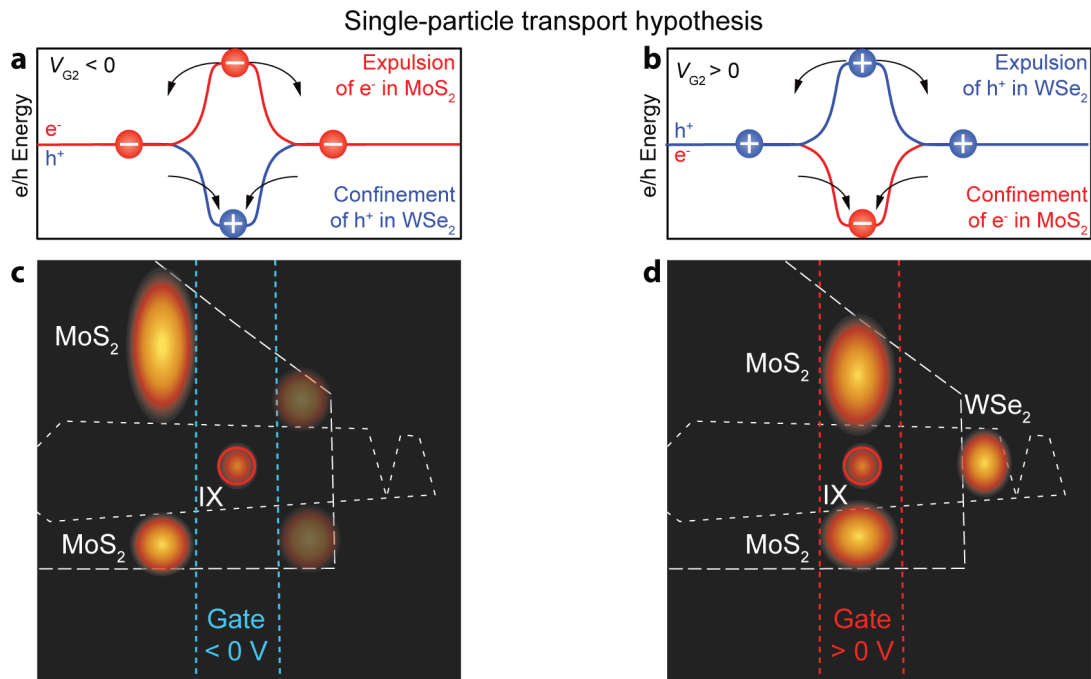 Single-particle transport hypothesis
a
V_G2 < 0
Expulsion
of e⁻ in MoS₂
e/h Energy
e⁻
h⁺
Confinement
of h⁺ in WSe₂
b
V_G2 > 0
Expulsion
of h⁺ in WSe₂
e/h Energy
h⁺
e⁻
Confinement
of e⁻ in MoS₂
c
MoS₂
IX
MoS₂
Gate
< 0 V
d
MoS₂
WSe₂
IX
MoS₂
Gate
> 0 V